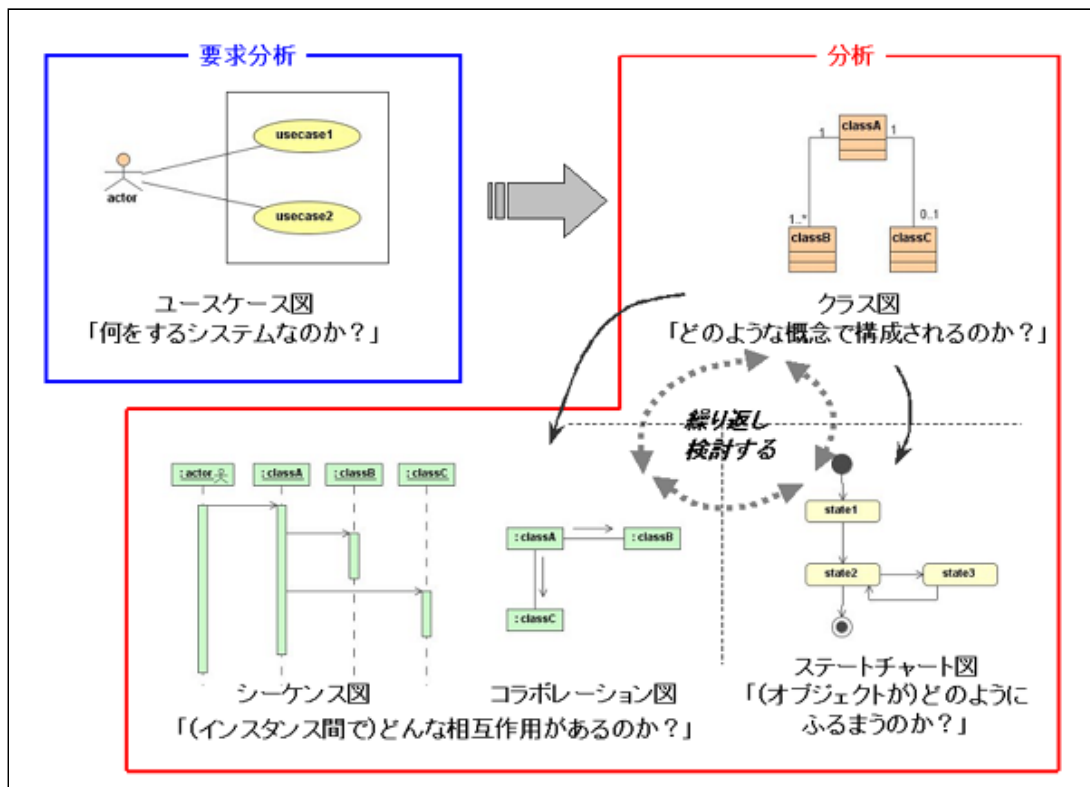 要求分析
usecase1
actor
usecase2
ユースケース図
「何をするシステムなのか？」
分析
classA
1
1
1..*
0..1
classB
classC
クラス図
「どのような概念で構成されるのか？」
繰り返し
検討する
:actor
:classA
:classB
:classC
シーケンス図
:classA
:classB
:classC
コラボレーション図
「(インスタンス間で)どんな相互作用があるのか？」
state1
state2
state3
ステートチャート図
「(オブジェクトが)どのように
ふるまうのか？」